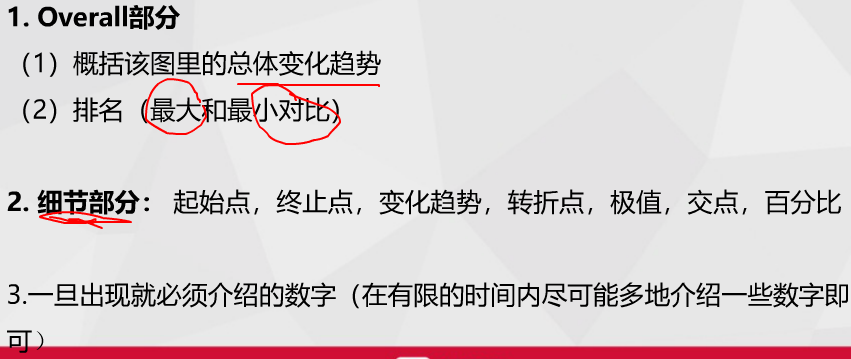 1. Overall部分
（1）概括该图里的总体变化趋势
（2）排名（最大和最小对比）
2. 细节部分： 起始点，终止点，变化趋势，转折点，极值，交点，百分比
3.一旦出现就必须介绍的数字（在有限的时间内尽可能多地介绍一些数字即
可）